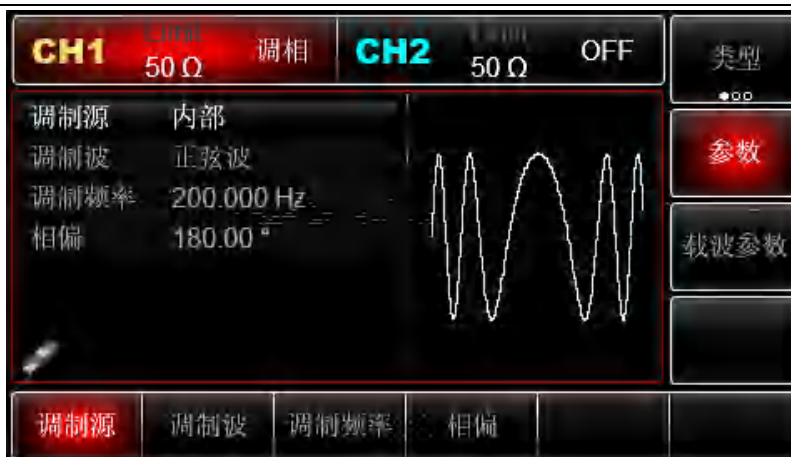 CH1 Limit 50 Ω 调相 CH2 Limit 50 Ω OFF
类型
调制源 内部
调制波 正弦波
调制频率 200.000 Hz
相偏 180.00 °
参数
载波参数
调制源 调制波 调制频率 相偏